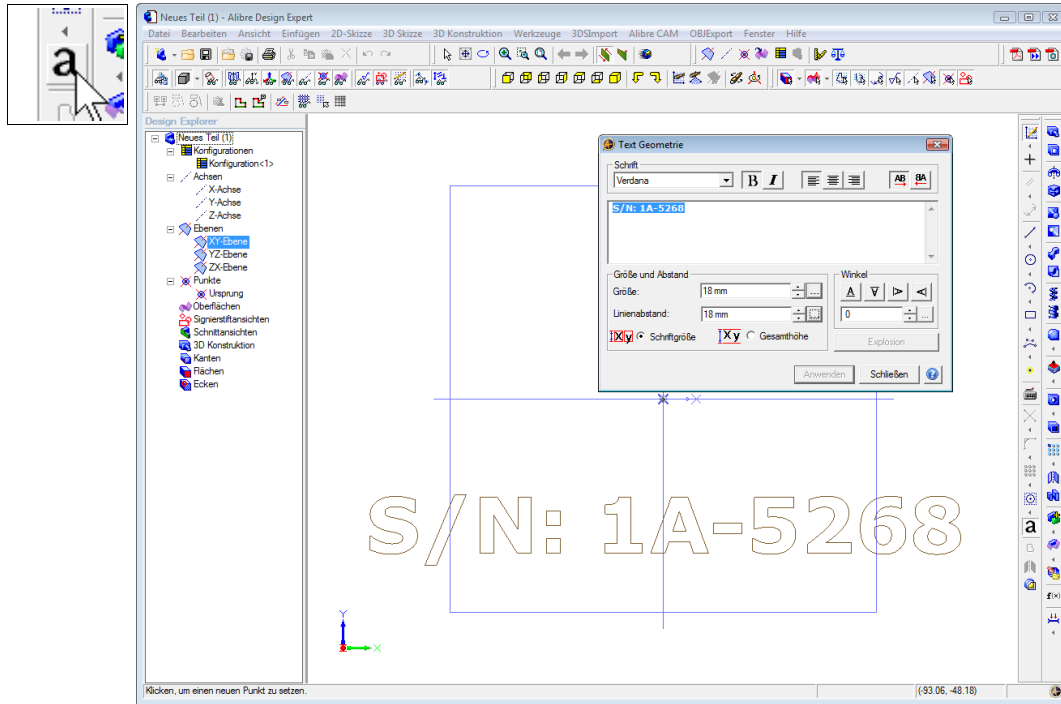 a
Neues Teil (1) - Alibre Design Expert
Datei Bearbeiten Ansicht Einfügen 2D-Skizze 3D Skizze 3D Konstruktion Werkzeuge 3DSImport Alibre CAM OBJExport Fenster Hilfe
Design Explorer
Neues Teil (1)
Konfigurationen
Konfiguration<1>
Achsen
X-Achse
Y-Achse
Z-Achse
Ebenen
XY-Ebene
YZ-Ebene
ZX-Ebene
Punkte
Ursprung
Oberflächen
Signierstiftansichten
Schnittansichten
3D Konstruktion
Kanten
Flächen
Ecken
Text Geometrie
Schrift
Verdana B I AB BA
S/N: 1A-5268
Größe und Abstand
Größe: 18 mm ...
Linienabstand: 18 mm
Xy Schriftgröße Xy Gesamthöhe
Winkel
A A A A
0 ...
Explosion
Anwenden Schließen ?
S/N: 1A-5268
Y
X
a
f(x)
Klicken, um einen neuen Punkt zu setzen.
(-93.06, -48.18)